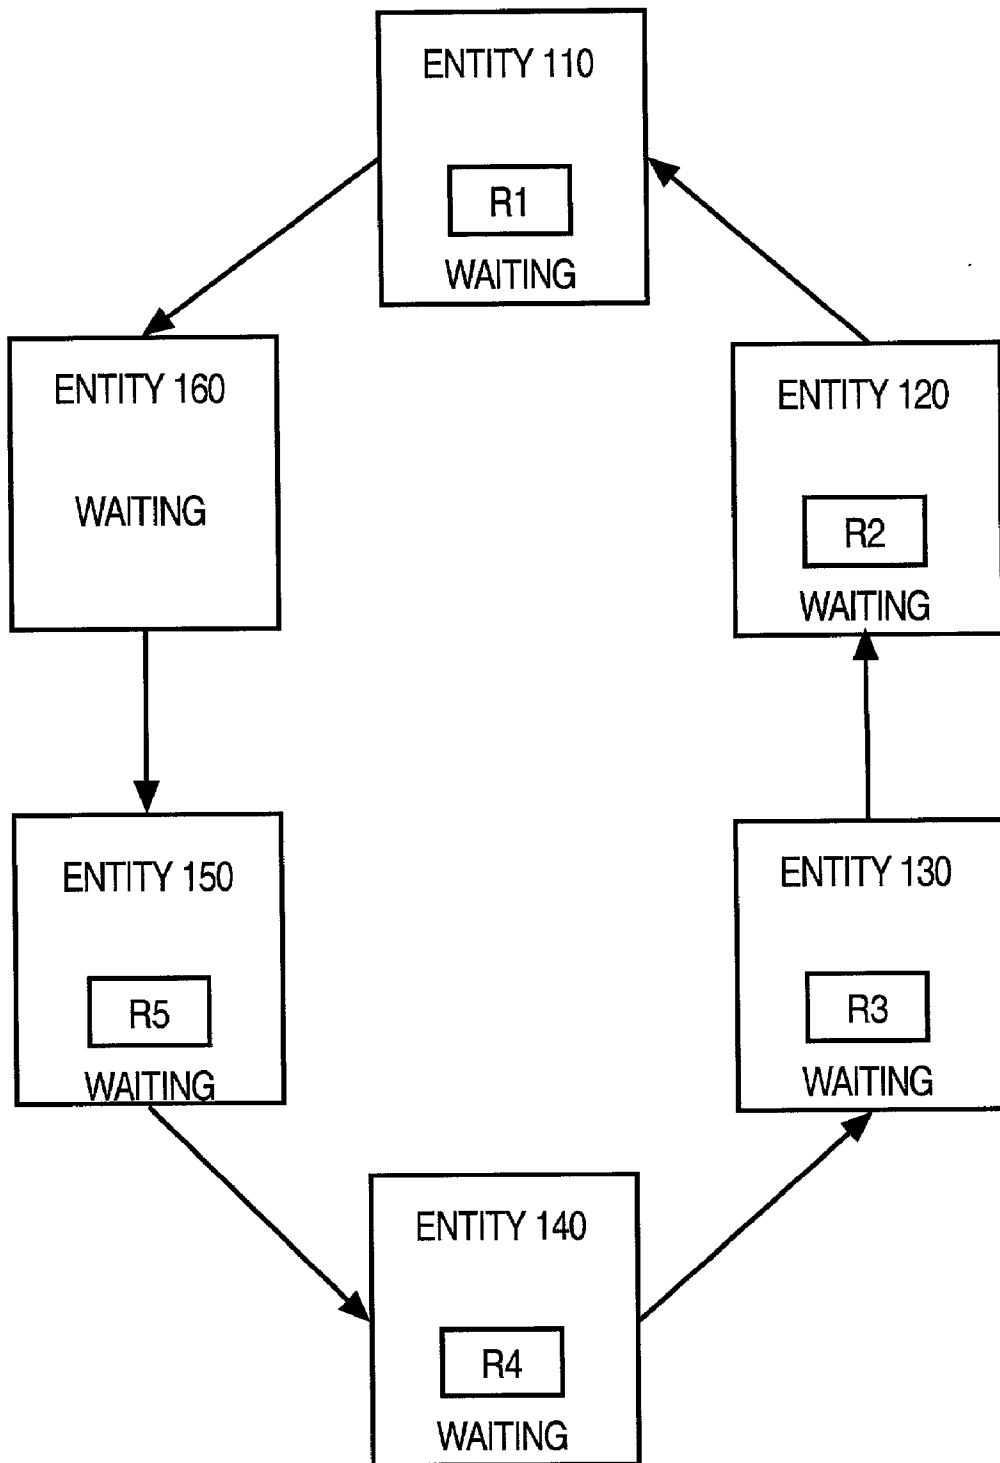 ENTITY 110
R1
WAITING
ENTITY 160
WAITING
ENTITY 120
R2
WAITING
ENTITY 150
R5
WAITING
ENTITY 130
R3
WAITING
ENTITY 140
R4
WAITING